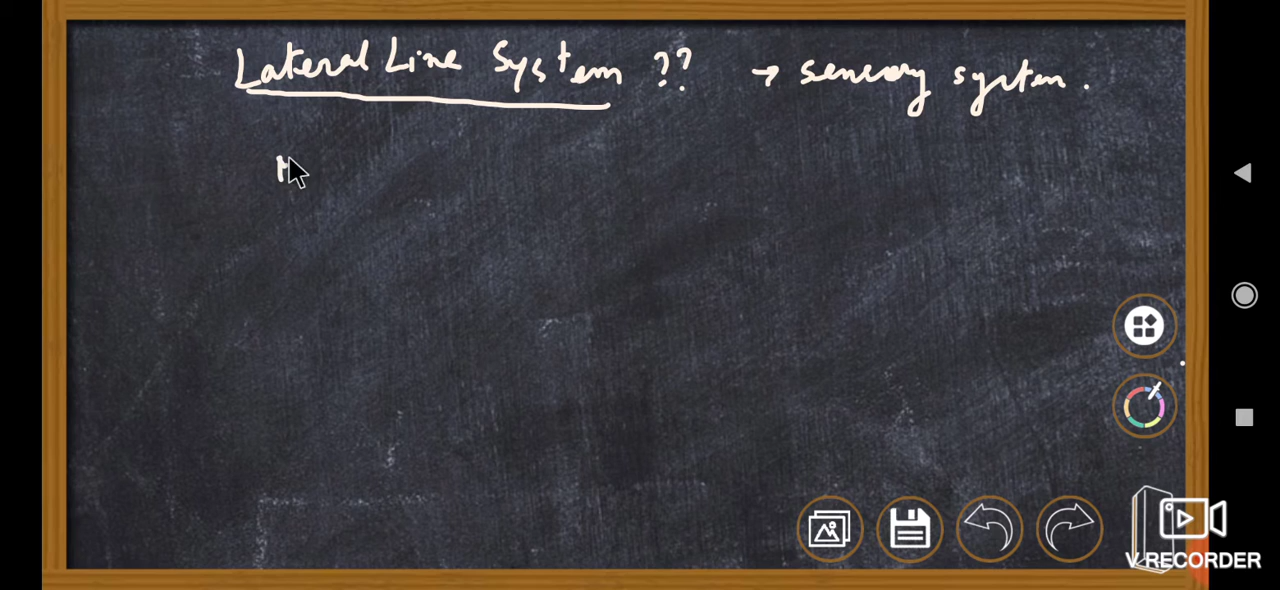 Lateral Line System ?? → sensory system.
V RECORDER